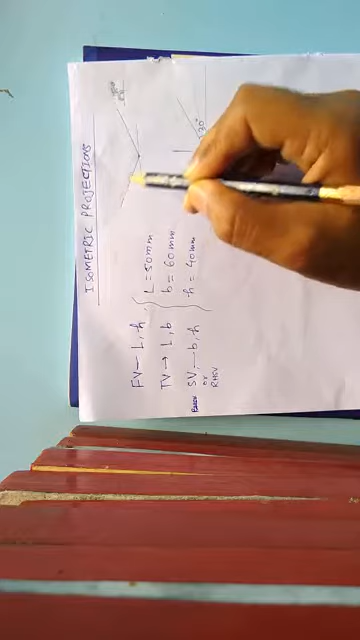 ISOMETRIC PROJECTIONS
FV – L, h
TV → L, b
SV, – b, h
or
RHSV
L = 50mm
b = 60mm
h = 40mm
30°